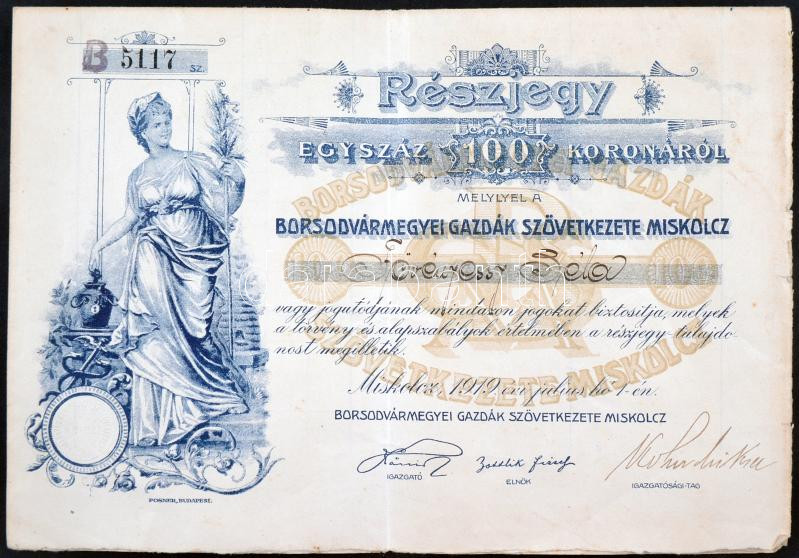 B 5117 SZ.
Részjegy
EGYSZÁZ 100 KORONÁRÓL
MELYLYEL A
BORSODVÁRMEGYEI GAZDÁK SZÖVETKEZETE MISKOLCZ
Béla
vagy jogutódjának mindazon jogokat biztosítja, melyek
a törvény és alapszabályok értelmében a részjegy-tulajdo-
nost megilletik.
Miskolcz, 1919. évi július hó 1-én.
BORSODVÁRMEGYEI GAZDÁK SZÖVETKEZETE MISKOLCZ
IGAZGATÓ
ELNÖK
IGAZGATÓSÁGI-TAG
POSNER, BUDAPEST.